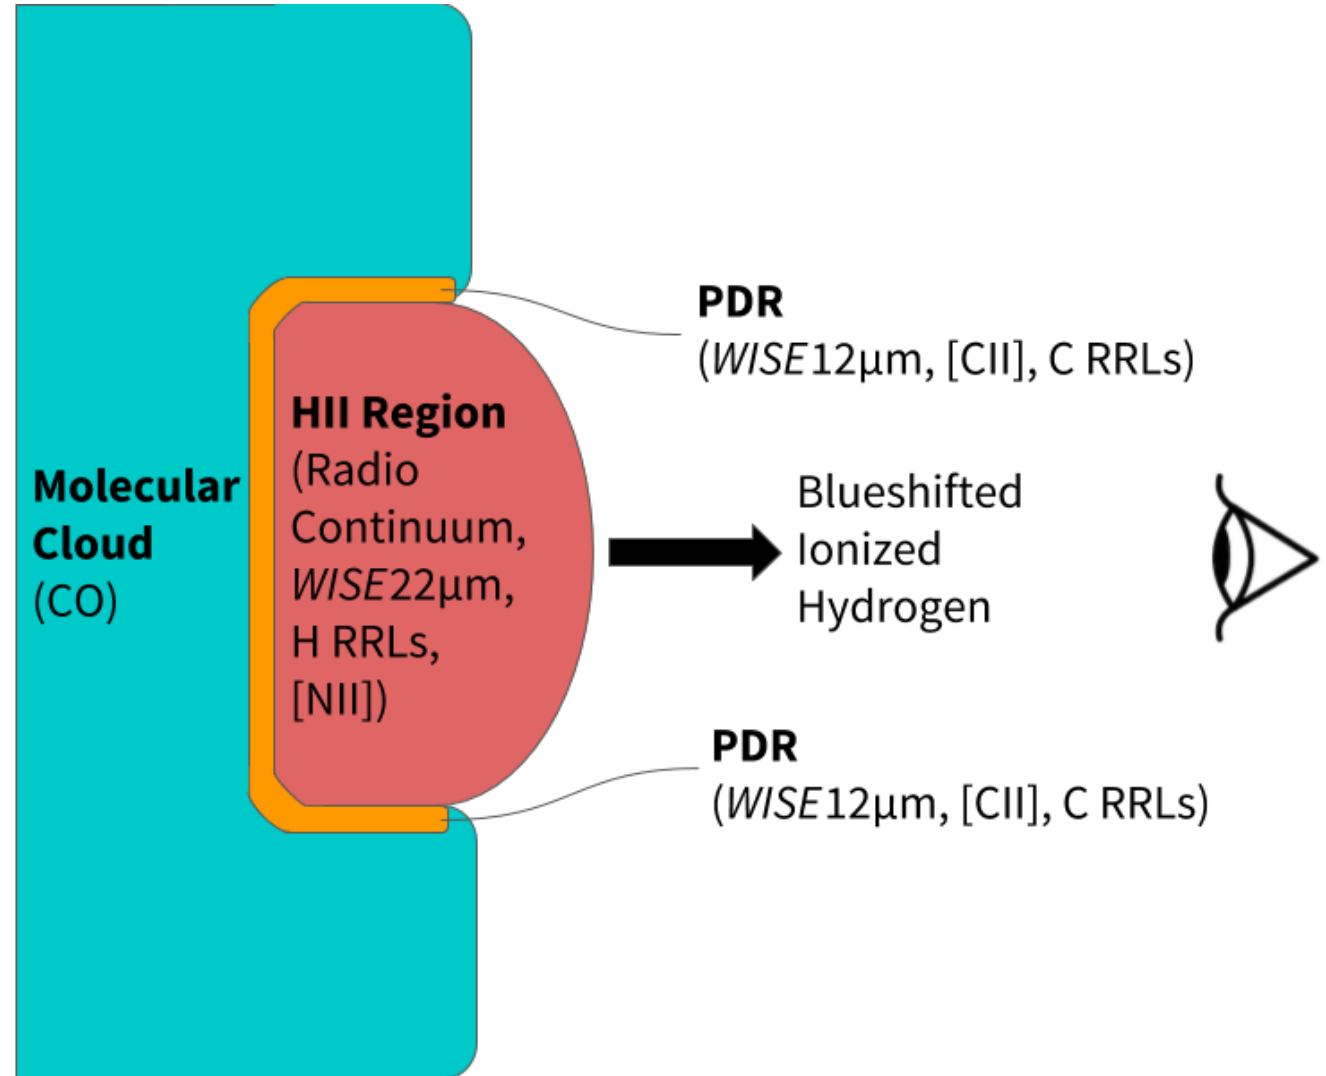 PDR
(WISE12μm, [CII], C RRLs)
HII Region
(Radio
Continuum,
WISE22μm,
H RRLs,
[NII])
Molecular
Cloud
(CO)
Blueshifted
Ionized
Hydrogen
PDR
(WISE12μm, [CII], C RRLs)